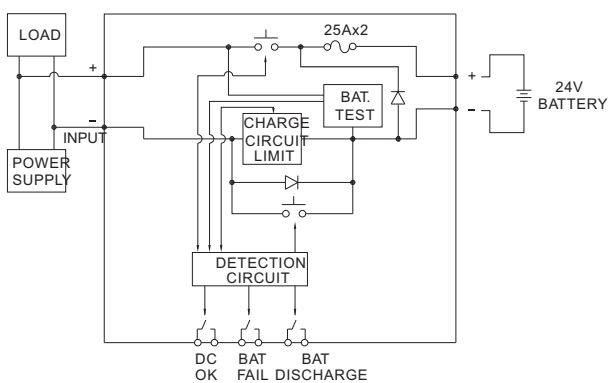 LOAD
25Ax2
+
+
24V
BATTERY
BAT.
TEST
–
–
INPUT
CHARGE
CIRCUIT
LIMIT
POWER
SUPPLY
DETECTION
CIRCUIT
DC
OK
BAT
FAIL
BAT
DISCHARGE